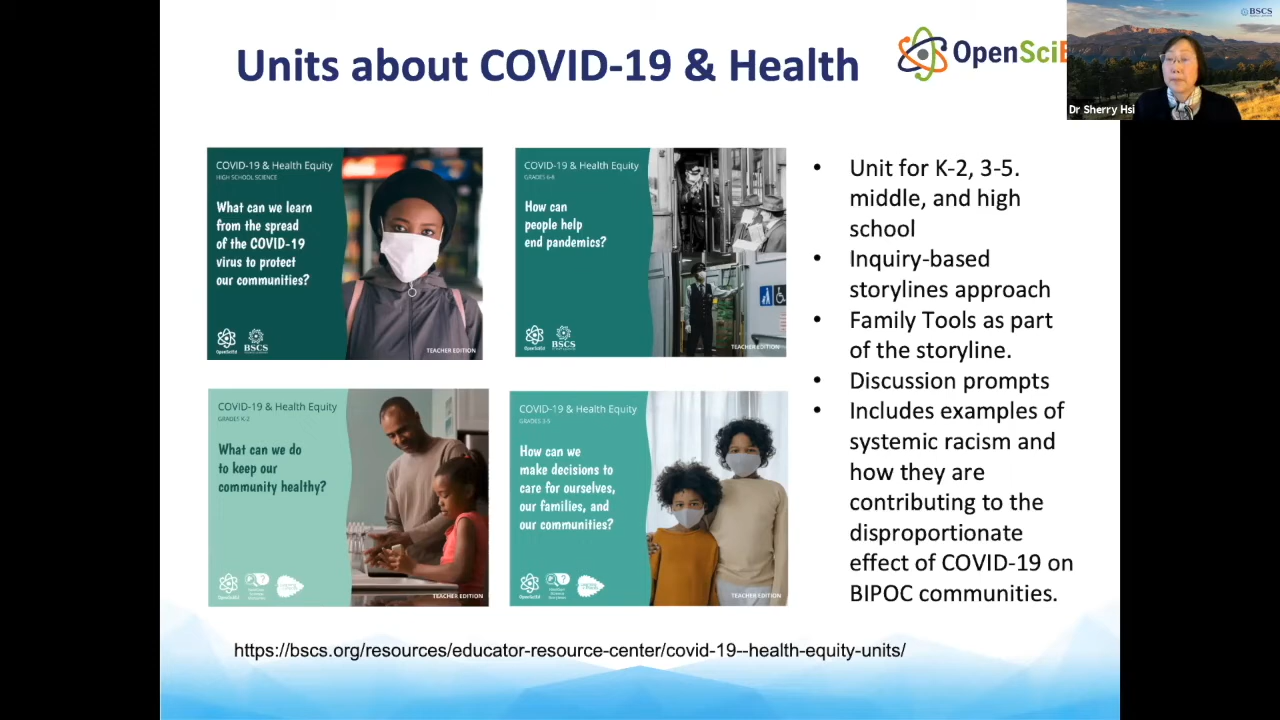 Units about COVID-19 & Health
OpenSciE
BSCS
Dr Sherry Hsi
COVID-19 & Health Equity
HIGH SCHOOL SCIENCE
What can we learn
from the spread
of the COVID-19
virus to protect
our communities?
OpenSciEd
BSCS
TEACHER EDITION
COVID-19 & Health Equity
GRADES 6-8
How can
people help
end pandemics?
OpenSciEd
BSCS
TEACHER EDITION
COVID-19 & Health Equity
GRADES K-2
What can we do
to keep our
community healthy?
OpenSciEd
TEACHER EDITION
COVID-19 & Health Equity
GRADES 3-5
How can we
make decisions to
care for ourselves,
our families, and
our communities?
OpenSciEd
TEACHER EDITION
• Unit for K-2, 3-5.
middle, and high
school
• Inquiry-based
storylines approach
• Family Tools as part
of the storyline.
• Discussion prompts
• Includes examples of
systemic racism and
how they are
contributing to the
disproportionate
effect of COVID-19 on
BIPOC communities.
https://bscs.org/resources/educator-resource-center/covid-19--health-equity-units/